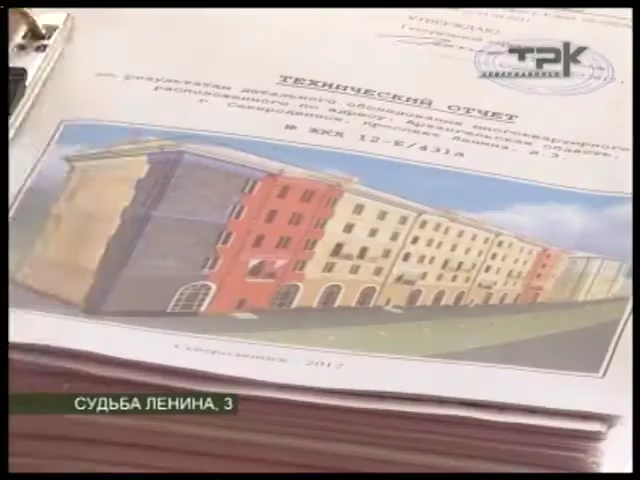 УТВЕРЖДАЮ
ТРК
СЕВЕРОДВИНСК
ТЕХНИЧЕСКИЙ ОТЧЕТ
по результатам детального обследования многоквартирного
расположенного по адресу: Архангельская область,
г. Северодвинск, проспект Ленина, д.3.
№ ЖКХ 12-Б/431а
Северодвинск - 2012
СУДЬБА ЛЕНИНА, 3